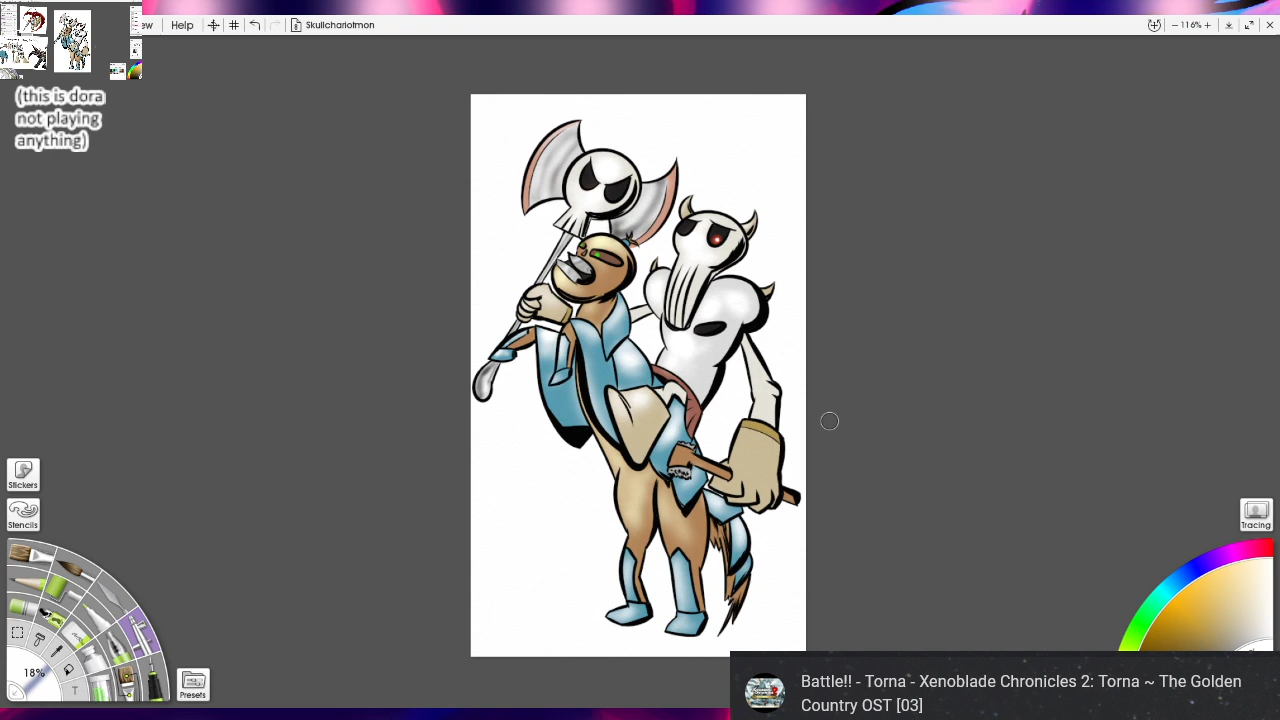 ew Help Skullchariotmon 116%
(this is dora
not playing
anything)
Stickers
Stencils
Tracing
18%
Presets
Battle!! - Torna - Xenoblade Chronicles 2: Torna ~ The Golden
Country OST [03]